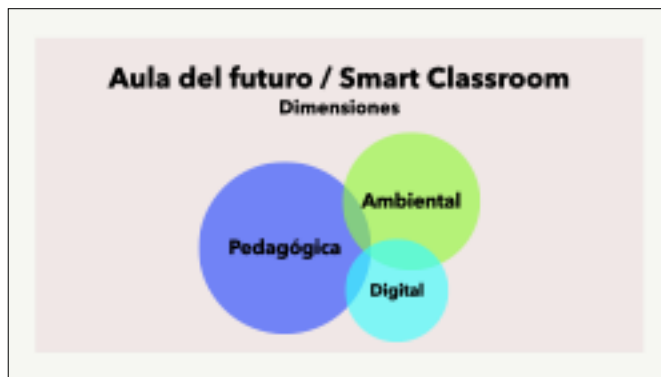 Aula del futuro / Smart Classroom
Dimensiones
Ambiental
Pedagógica
Digital